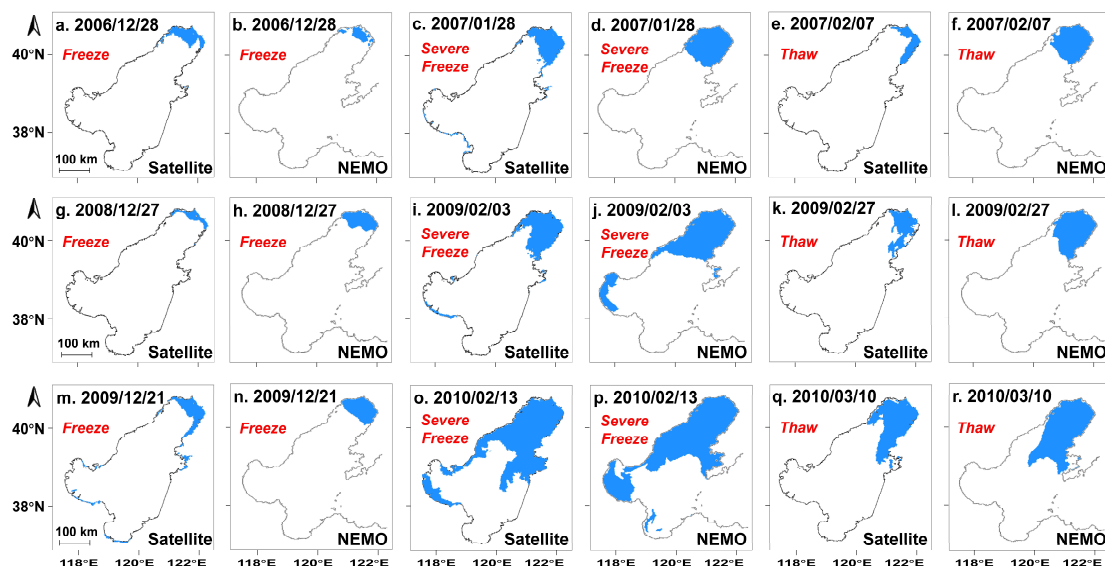 a. 2006/12/28 b. 2006/12/28 c. 2007/01/28 d. 2007/01/28 e. 2007/02/07 f. 2007/02/07
40°N Freeze Freeze Severe Freeze Severe Freeze Thaw Thaw
38°N
100 km Satellite NEMO Satellite NEMO Satellite NEMO
g. 2008/12/27 h. 2008/12/27 i. 2009/02/03 j. 2009/02/03 k. 2009/02/27 l. 2009/02/27
40°N Freeze Freeze Severe Freeze Severe Freeze Thaw Thaw
38°N
100 km Satellite NEMO Satellite NEMO Satellite NEMO
m. 2009/12/21 n. 2009/12/21 o. 2010/02/13 p. 2010/02/13 q. 2010/03/10 r. 2010/03/10
40°N Freeze Freeze Severe Freeze Severe Freeze Thaw Thaw
38°N
100 km Satellite NEMO Satellite NEMO Satellite NEMO
118°E 120°E 122°E 118°E 120°E 122°E 118°E 120°E 122°E 118°E 120°E 122°E 118°E 120°E 122°E 118°E 120°E 122°E